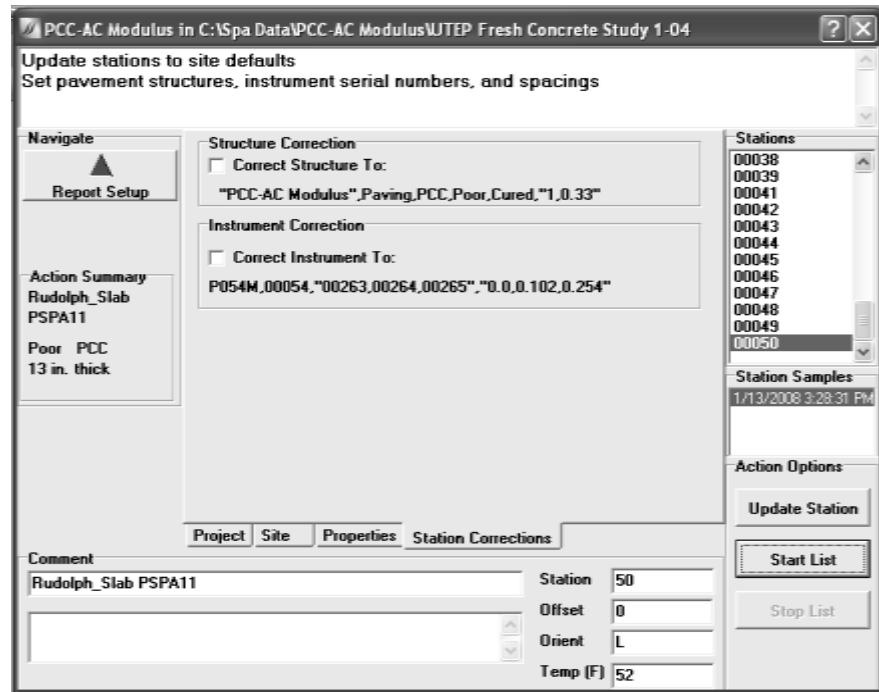 PCC-AC Modulus in C:\Spa Data\PCC-AC Modulus\UTEP Fresh Concrete Study 1-04
Update stations to site defaults
Set pavement structures, instrument serial numbers, and spacings
Navigate
Report Setup
Action Summary
Rudolph_Slab
PSPA11
Poor PCC
13 in. thick
Structure Correction
Correct Structure To:
"PCC-AC Modulus",Paving,PCC,Poor,Cured,"1,0.33"
Instrument Correction
Correct Instrument To:
P054M,00054,"00263,00264,00265","0.0,0.102,0.254"
Project
Site
Properties
Station Corrections
Stations
00038
00039
00041
00042
00043
00044
00045
00046
00047
00048
00049
00050
Station Samples
1/13/2008 3:28:31 PM
Action Options
Update Station
Start List
Stop List
Comment
Rudolph_Slab PSPA11
Station 50
Offset 0
Orient L
Temp (F) 52